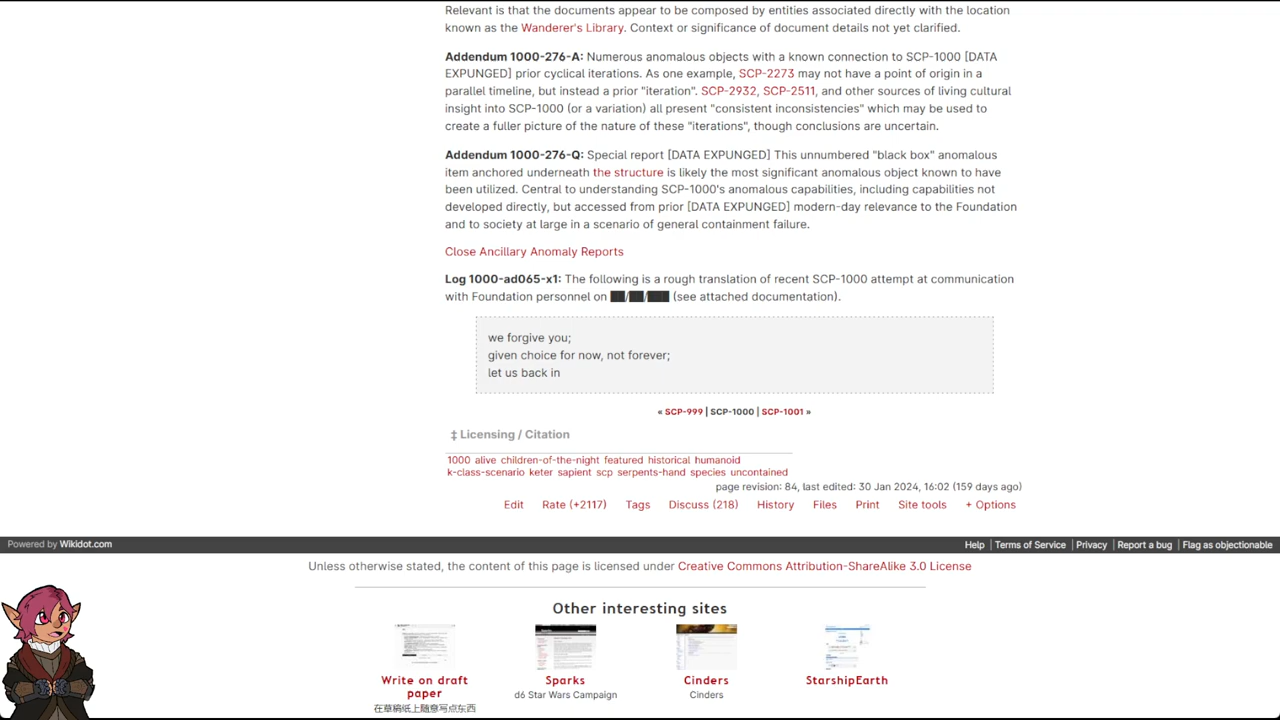 Relevant is that the documents appear to be composed by entities associated directly with the location
known as the Wanderer's Library. Context or significance of document details not yet clarified.
Addendum 1000-276-A: Numerous anomalous objects with a known connection to SCP-1000 [DATA
EXPUNGED] prior cyclical iterations. As one example, SCP-2273 may not have a point of origin in a
parallel timeline, but instead a prior "iteration". SCP-2932, SCP-2511, and other sources of living cultural
insight into SCP-1000 (or a variation) all present "consistent inconsistencies" which may be used to
create a fuller picture of the nature of these "iterations", though conclusions are uncertain.
Addendum 1000-276-Q: Special report [DATA EXPUNGED] This unnumbered "black box" anomalous
item anchored underneath the structure is likely the most significant anomalous object known to have
been utilized. Central to understanding SCP-1000's anomalous capabilities, including capabilities not
developed directly, but accessed from prior [DATA EXPUNGED] modern-day relevance to the Foundation
and to society at large in a scenario of general containment failure.
Close Ancillary Anomaly Reports
Log 1000-ad065-x1: The following is a rough translation of recent SCP-1000 attempt at communication
with Foundation personnel on ██/██/███ (see attached documentation).
we forgive you;
given choice for now, not forever;
let us back in
« SCP-999 | SCP-1000 | SCP-1001 »
‡ Licensing / Citation
1000 alive children-of-the-night featured historical humanoid
k-class-scenario keter sapient scp serpents-hand species uncontained
page revision: 84, last edited: 30 Jan 2024, 16:02 (159 days ago)
Edit Rate (+2117) Tags Discuss (218) History Files Print Site tools + Options
Powered by Wikidot.com Help | Terms of Service | Privacy | Report a bug | Flag as objectionable
Unless otherwise stated, the content of this page is licensed under Creative Commons Attribution-ShareAlike 3.0 License
Other interesting sites
Write on draft paper
在草稿纸上随意写点东西
Sparks
d6 Star Wars Campaign
Cinders
Cinders
StarshipEarth